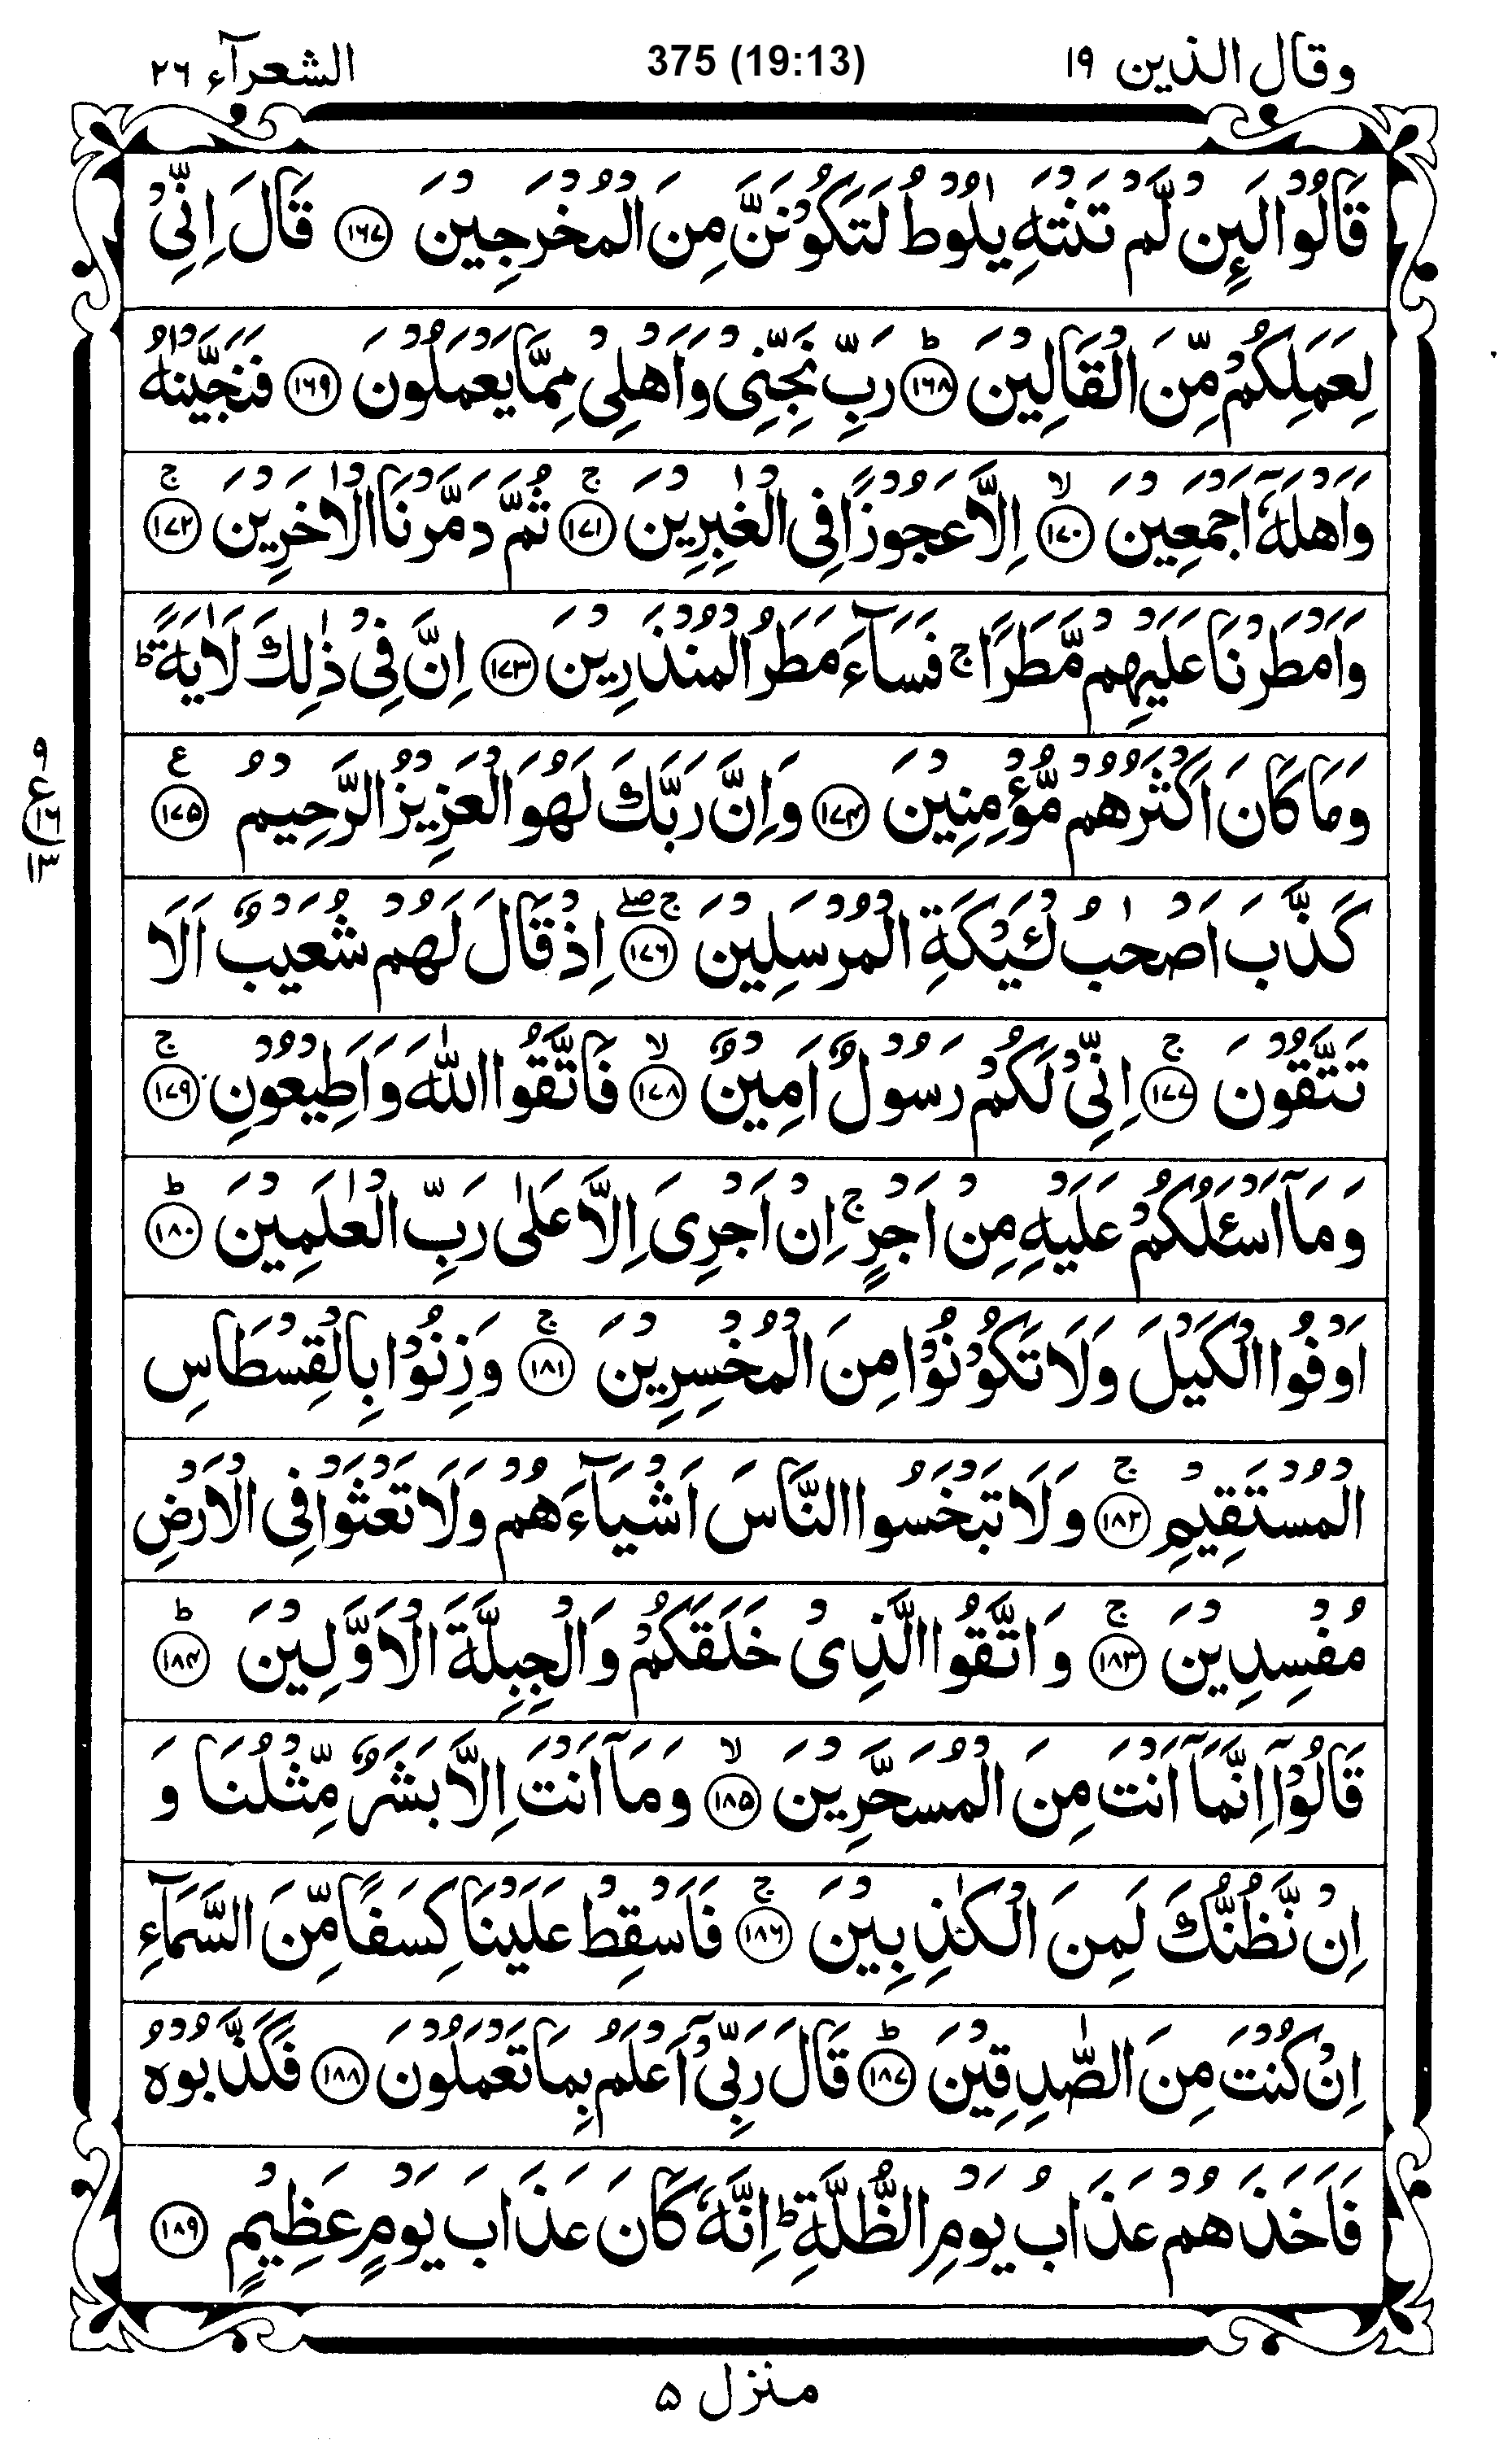 وقال الذين ١٩
375 (19:13)
الشعرآء ٢٦
قَالُوْا لَئِنْ لَّمْ تَنْتَهِ يٰلُوْطُ لَتَكُوْنَنَّ مِنَ الْمُخْرَجِيْنَ ۝١٦٧ قَالَ اِنِّيْ
لِعَمَلِكُمْ مِّنَ الْقَالِيْنَ ؕ۝١٦٨ رَبِّ نَجِّنِيْ وَاَهْلِيْ مِمَّا يَعْمَلُوْنَ ۝١٦٩ فَنَجَّيْنٰهُ
وَاَهْلَهٗۤ اَجْمَعِيْنَ ۙ۝١٧٠ اِلَّا عَجُوْزًا فِي الْغٰبِرِيْنَ ۚ۝١٧١ ثُمَّ دَمَّرْنَا الْاٰخَرِيْنَ ۚ۝١٧٢
وَاَمْطَرْنَا عَلَيْهِمْ مَّطَرًا ۚ فَسَآءَ مَطَرُ الْمُنْذَرِيْنَ ۝١٧٣ اِنَّ فِيْ ذٰلِكَ لَاٰيَةً ؕ
وَمَا كَانَ اَكْثَرُهُمْ مُّؤْمِنِيْنَ ۝١٧٤ وَاِنَّ رَبَّكَ لَهُوَ الْعَزِيْزُ الرَّحِيْمُ ۝١٧٥ ع
٩
ع ١٦
١٣
كَذَّبَ اَصْحٰبُ لْئَيْكَةِ الْمُرْسَلِيْنَ ۚۖ۝١٧٦ اِذْ قَالَ لَهُمْ شُعَيْبٌ اَلَا
تَتَّقُوْنَ ۚ۝١٧٧ اِنِّيْ لَكُمْ رَسُوْلٌ اَمِيْنٌ ۙ۝١٧٨ فَاتَّقُوا اللّٰهَ وَاَطِيْعُوْنِ ۚ۝١٧٩
وَمَاۤ اَسْـَٔلُكُمْ عَلَيْهِ مِنْ اَجْرٍ ۚ اِنْ اَجْرِيَ اِلَّا عَلٰى رَبِّ الْعٰلَمِيْنَ ؕ۝١٨٠
اَوْفُوا الْكَيْلَ وَلَا تَكُوْنُوْا مِنَ الْمُخْسِرِيْنَ ۚ۝١٨١ وَزِنُوْا بِالْقِسْطَاسِ
الْمُسْتَقِيْمِ ۚ۝١٨٢ وَلَا تَبْخَسُوا النَّاسَ اَشْيَآءَهُمْ وَلَا تَعْثَوْا فِي الْاَرْضِ
مُفْسِدِيْنَ ۚ۝١٨٣ وَاتَّقُوا الَّذِيْ خَلَقَكُمْ وَالْجِبِلَّةَ الْاَوَّلِيْنَ ؕ۝١٨٤
قَالُوْۤا اِنَّمَاۤ اَنْتَ مِنَ الْمُسَحَّرِيْنَ ۙ۝١٨٥ وَمَاۤ اَنْتَ اِلَّا بَشَرٌ مِّثْلُنَا وَ
اِنْ نَّظُنُّكَ لَمِنَ الْكٰذِبِيْنَ ۚ۝١٨٦ فَاَسْقِطْ عَلَيْنَا كِسَفًا مِّنَ السَّمَآءِ
اِنْ كُنْتَ مِنَ الصّٰدِقِيْنَ ؕ۝١٨٧ قَالَ رَبِّيْۤ اَعْلَمُ بِمَا تَعْمَلُوْنَ ۝١٨٨ فَكَذَّبُوْهُ
فَاَخَذَهُمْ عَذَابُ يَوْمِ الظُّلَّةِ ؕ اِنَّهٗ كَانَ عَذَابَ يَوْمٍ عَظِيْمٍ ۝١٨٩
منزل ٥